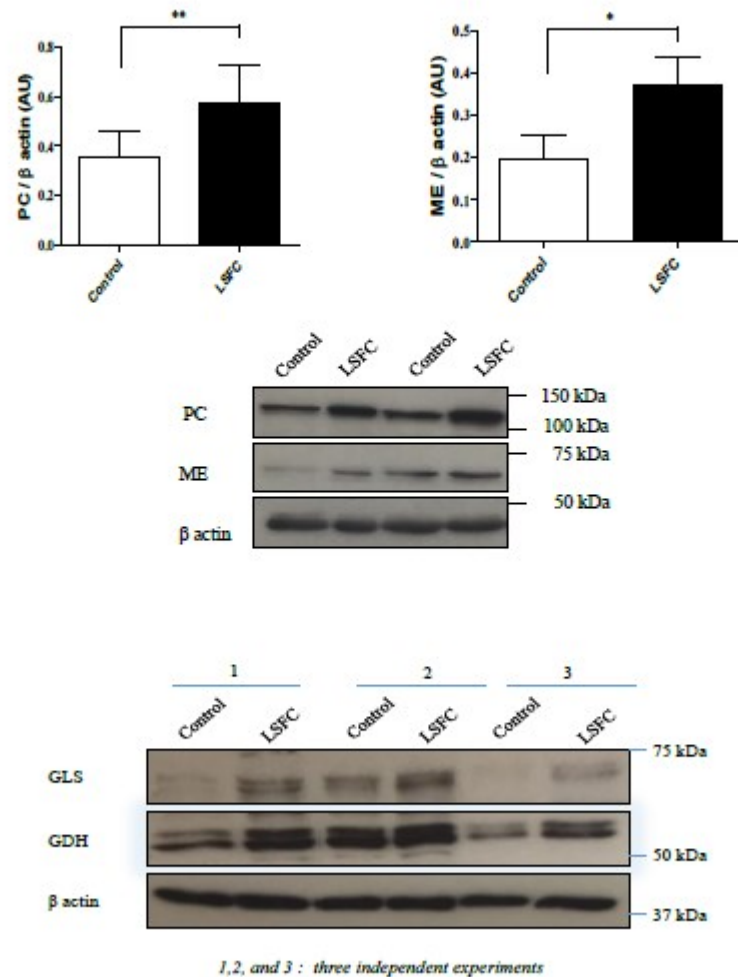 **
PC / β actin (AU)
0.8
0.6
0.4
0.2
0.0
Control
LSFC
*
ME / β actin (AU)
0.5
0.4
0.3
0.2
0.1
0.0
Control
LSFC
Control LSFC Control LSFC
PC
150 kDa
100 kDa
ME
75 kDa
β actin
50 kDa
1 2 3
Control LSFC Control LSFC Control LSFC
GLS
75 kDa
GDH
50 kDa
β actin
37 kDa
1,2, and 3 : three independent experiments